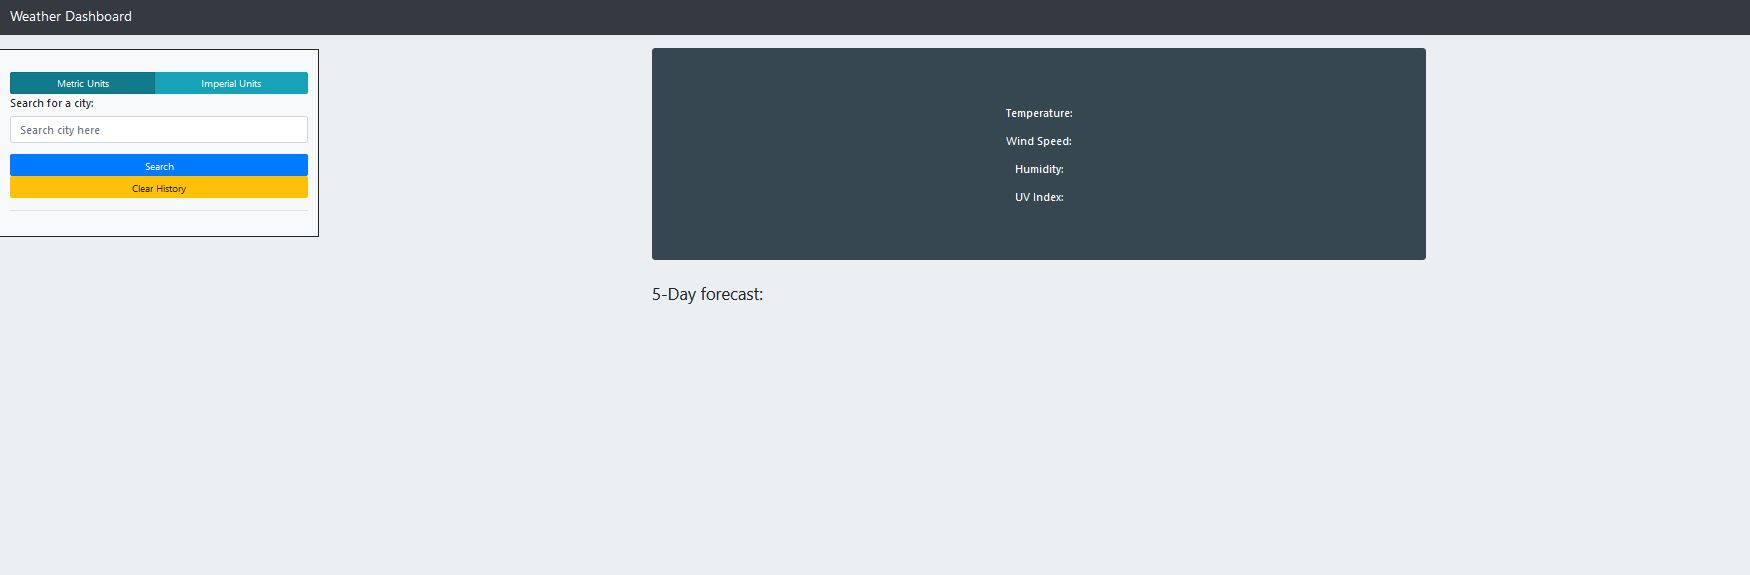 Weather Dashboard
Metric Units
Imperial Units
Search for a city:
Search city here
Search
Clear History
Temperature:
Wind Speed:
Humidity:
UV Index:
5-Day forecast: